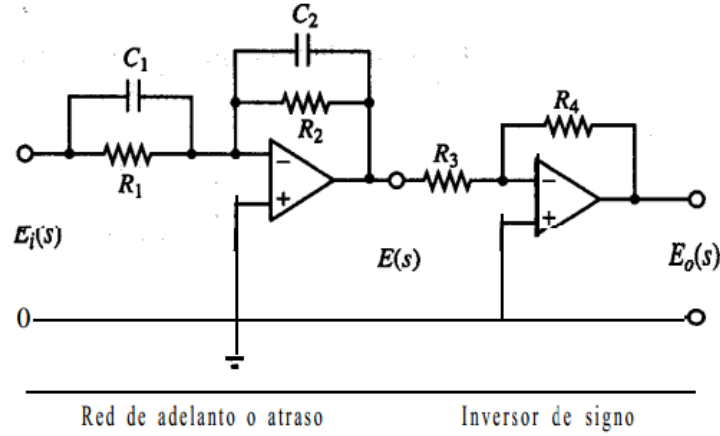 C₂
C₁
R₂
R₁
R₃
R₄
−
+
−
+
Eᵢ(s)
E(s)
Eₒ(s)
0
Red de adelanto o atraso
Inversor de signo